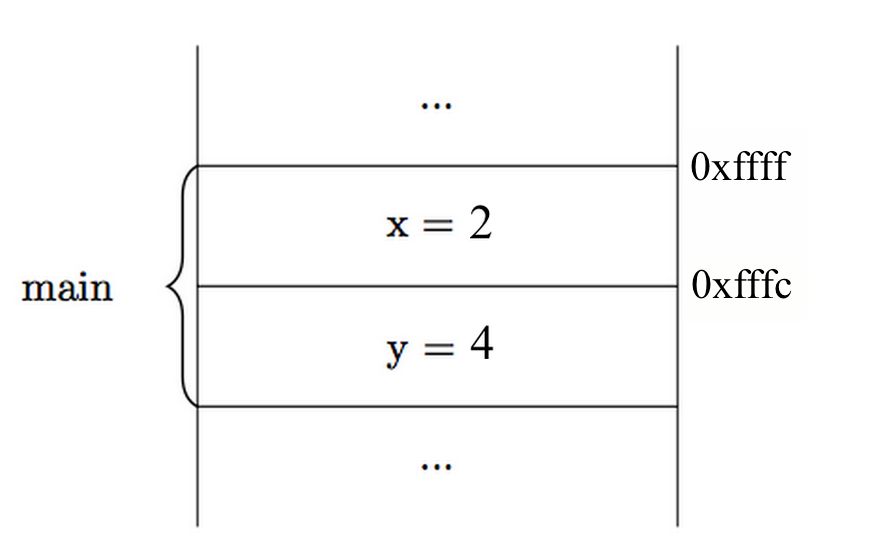 ...
0xffff
x = 2
main
0xfffc
y = 4
...